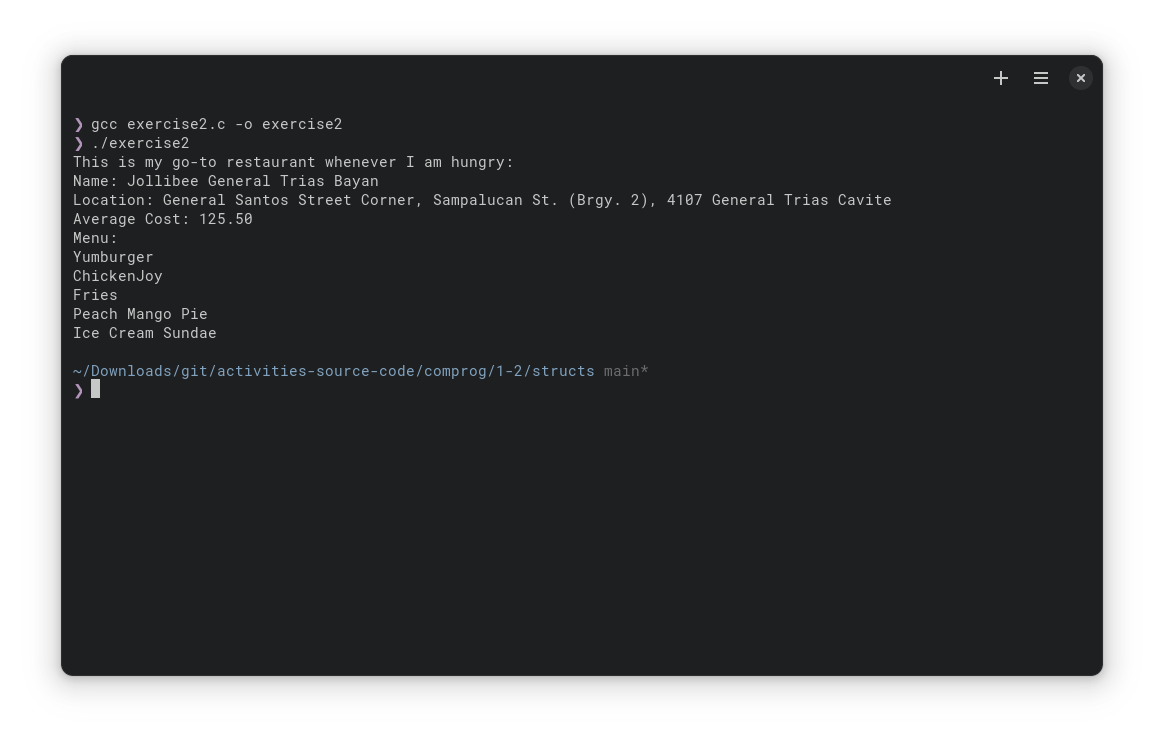 ❯ gcc exercise2.c -o exercise2
❯ ./exercise2
This is my go-to restaurant whenever I am hungry:
Name: Jollibee General Trias Bayan
Location: General Santos Street Corner, Sampalucan St. (Brgy. 2), 4107 General Trias Cavite
Average Cost: 125.50
Menu:
Yumburger
ChickenJoy
Fries
Peach Mango Pie
Ice Cream Sundae
~/Downloads/git/activities-source-code/comprog/1-2/structs main*
❯